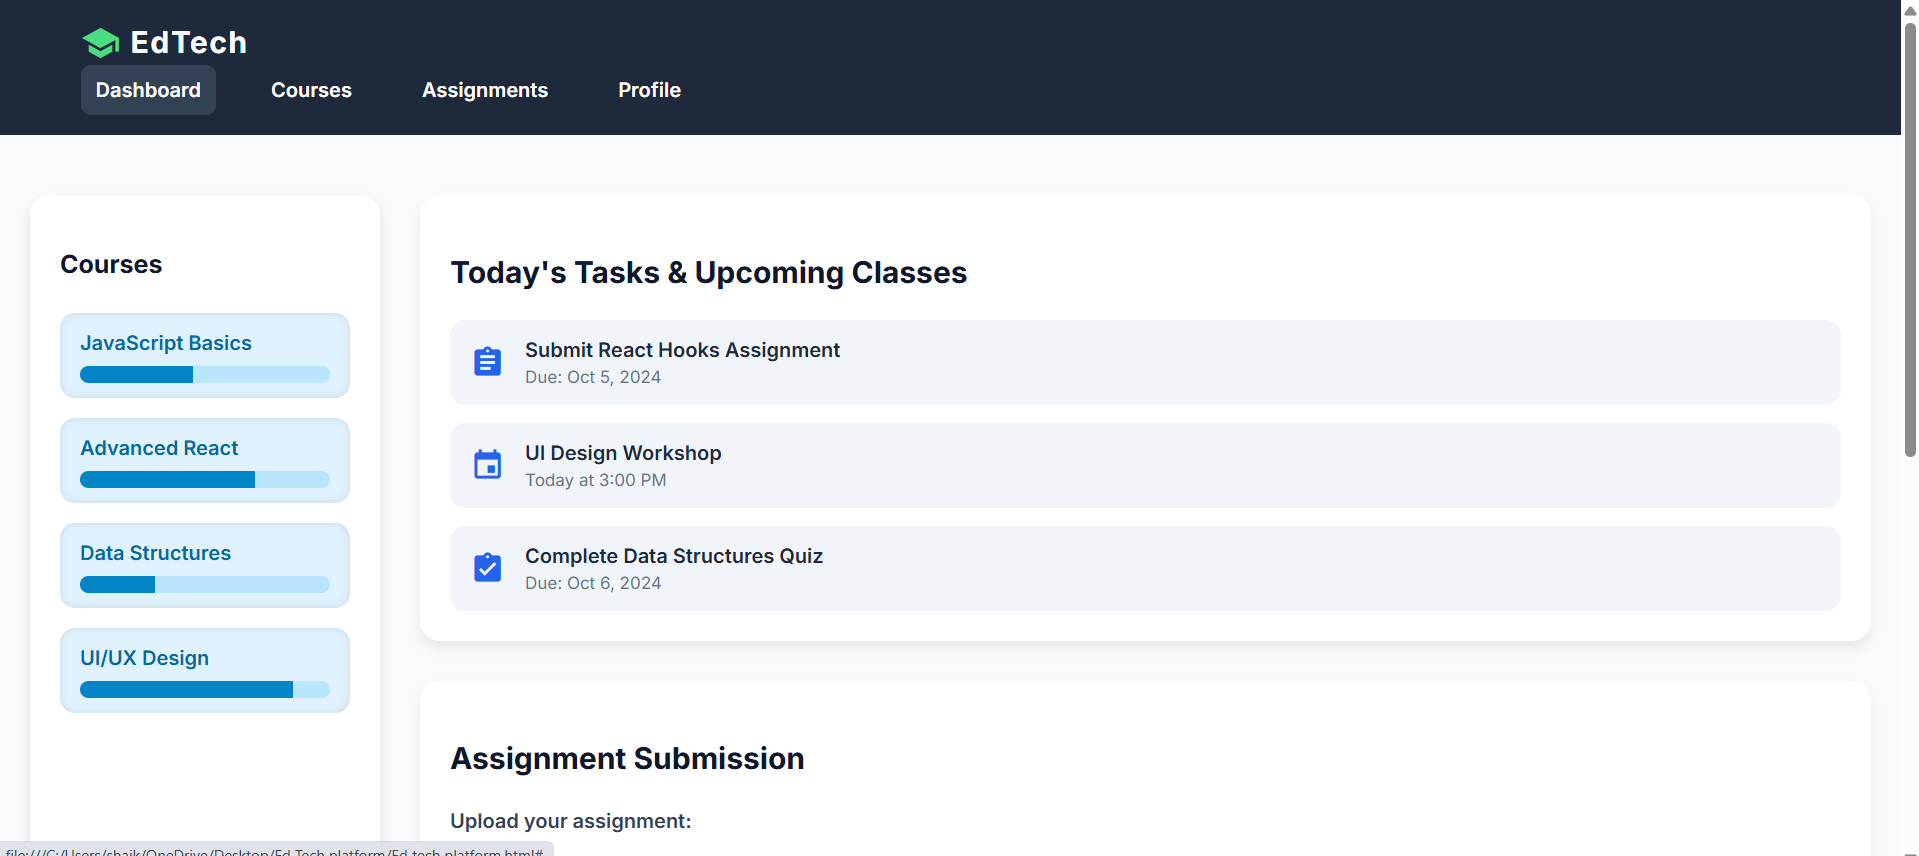 EdTech
Dashboard Courses Assignments Profile
Courses
JavaScript Basics
Advanced React
Data Structures
UI/UX Design
Today's Tasks & Upcoming Classes
Submit React Hooks Assignment
Due: Oct 5, 2024
UI Design Workshop
Today at 3:00 PM
Complete Data Structures Quiz
Due: Oct 6, 2024
Assignment Submission
Upload your assignment:
file:///C:/Users/shaik/OneDrive/Desktop/Ed Tech platform/Ed tech platform.html#